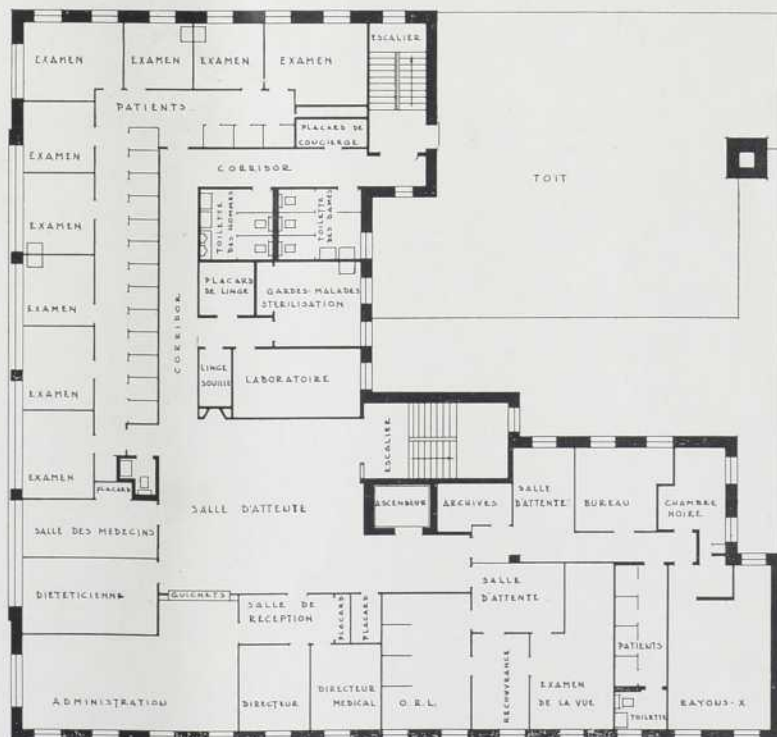 EXAMEN
EXAMEN
EXAMEN
EXAMEN
ESCALIER
PATIENTS
PLACARD DE
COUCIERGE
EXAMEN
CORRIDOR
TOIT
EXAMEN
TOILETTE
DES HOMMES
TOILETTE
DES DAMES
PLACARD
DE LINGE
GARDES-MALADES
STERILISATION
EXAMEN
CORRIDOR
LINGE
SOUILLE
LABORATOIRE
EXAMEN
ESCALIER
EXAMEN
PLACARD
SALLE D'ATTENTE
ASCENSEUR
ARCHIVES
SALLE
D'ATTENTE
BUREAU
CHAMBRE
NOIRE
SALLE DES MEDECINS
DIETETICIENNE
GUICHETS
SALLE DE
RECEPTION
PLACARD
PLACARD
SALLE
D'ATTENTE
PATIENTS
ADMINISTRATION
DIRECTEUR
DIRECTEUR
MEDICAL
O.R.L.
RECOUVRANCE
EXAMEN
DE LA VUE
TOILETTE
RAYONS-X